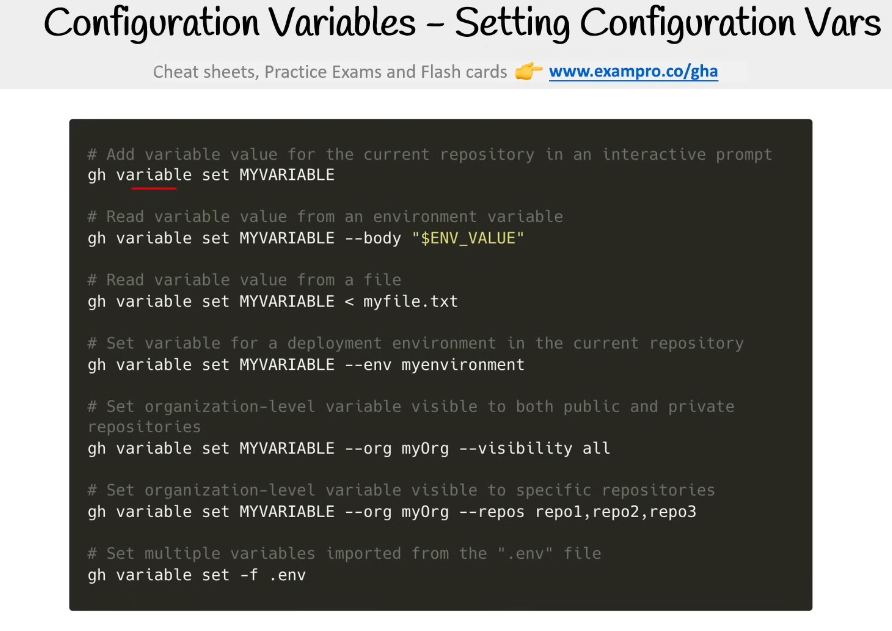 Configuration Variables - Setting Configuration Vars
Cheat sheets, Practice Exams and Flash cards 👉 www.exampro.co/gha
# Add variable value for the current repository in an interactive prompt
gh variable set MYVARIABLE
# Read variable value from an environment variable
gh variable set MYVARIABLE --body "$ENV_VALUE"
# Read variable value from a file
gh variable set MYVARIABLE < myfile.txt
# Set variable for a deployment environment in the current repository
gh variable set MYVARIABLE --env myenvironment
# Set organization-level variable visible to both public and private
repositories
gh variable set MYVARIABLE --org myOrg --visibility all
# Set organization-level variable visible to specific repositories
gh variable set MYVARIABLE --org myOrg --repos repo1,repo2,repo3
# Set multiple variables imported from the ".env" file
gh variable set -f .env